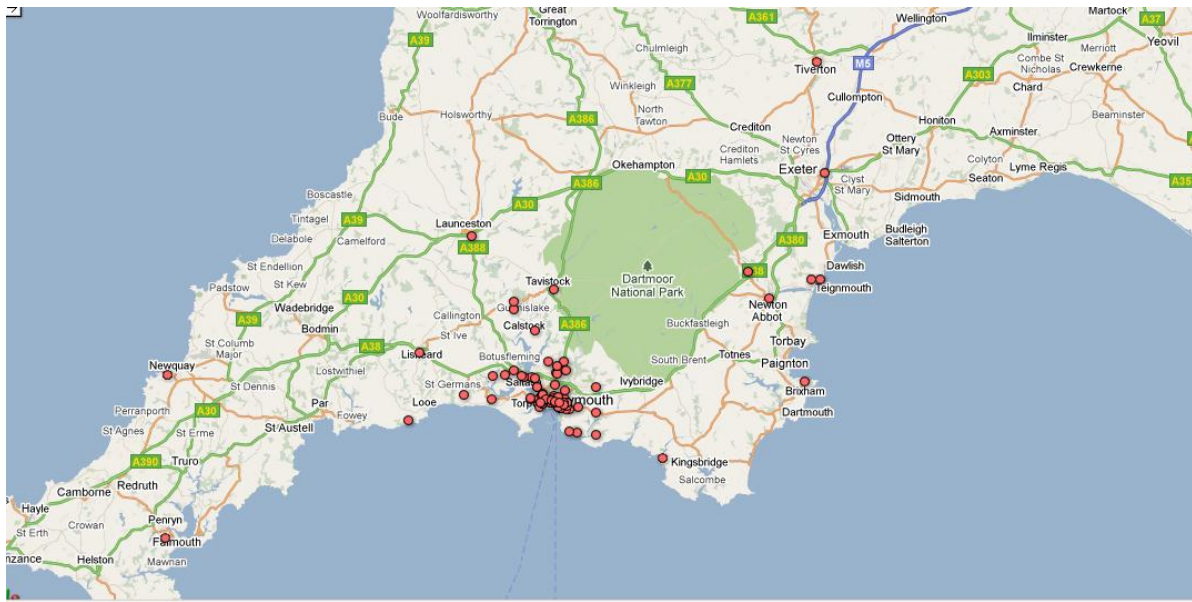 Woolfardisworthy
Great
Torrington
A361
Wellington
Martock
A37
Yeovil
A39
Chulmleigh
Tiverton
M5
Ilminster
Merriott
Combe St
Nicholas
Crewkerne
A303
Chard
Winkleigh
A377
Cullompton
Bude
Holsworthy
A386
North
Tawton
Crediton
Newton
St Cyres
Honiton
Beaminster
Ottery
St Mary
Axminster
Crediton
Hamlets
Okehampton
Exeter
Colyton
Lyme Regis
Seaton
A30
A386
A35
Clyst
St Mary
Sidmouth
Boscastle
A30
Tintagel
A39
Launceston
Delabole
Camelford
A388
A380
Exmouth
Budleigh
Salterton
St Endellion
St Kew
Tavistock
Dartmoor
National Park
Dawlish
Teignmouth
Padstow
A30
Wadebridge
Gunnislake
Newton
Abbot
A39
Callington
Calstock
A386
Buckfastleigh
Bodmin
St Ive
Torbay
St Columb
Major
A38
Liskeard
Botusfleming
South Brent
Totnes
Paignton
Newquay
Lostwithiel
St Dennis
St Germans
Ivybridge
Brixham
Perranporth
Par
Looe
Plymouth
Dartmouth
A30
Fowey
St Agnes
St Erme
St Austell
A390
Truro
Kingsbridge
Redruth
Salcombe
Camborne
Hayle
Crowan
Penryn
St Erth
Falmouth
Helston
Mawnan
nzance